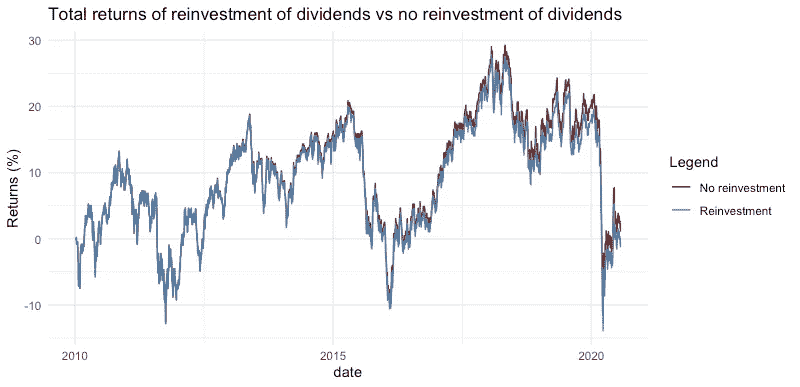 Total returns of reinvestment of dividends vs no reinvestment of dividends
30
20
10
0
-10
Returns (%)
2010
2015
2020
date
Legend
No reinvestment
Reinvestment